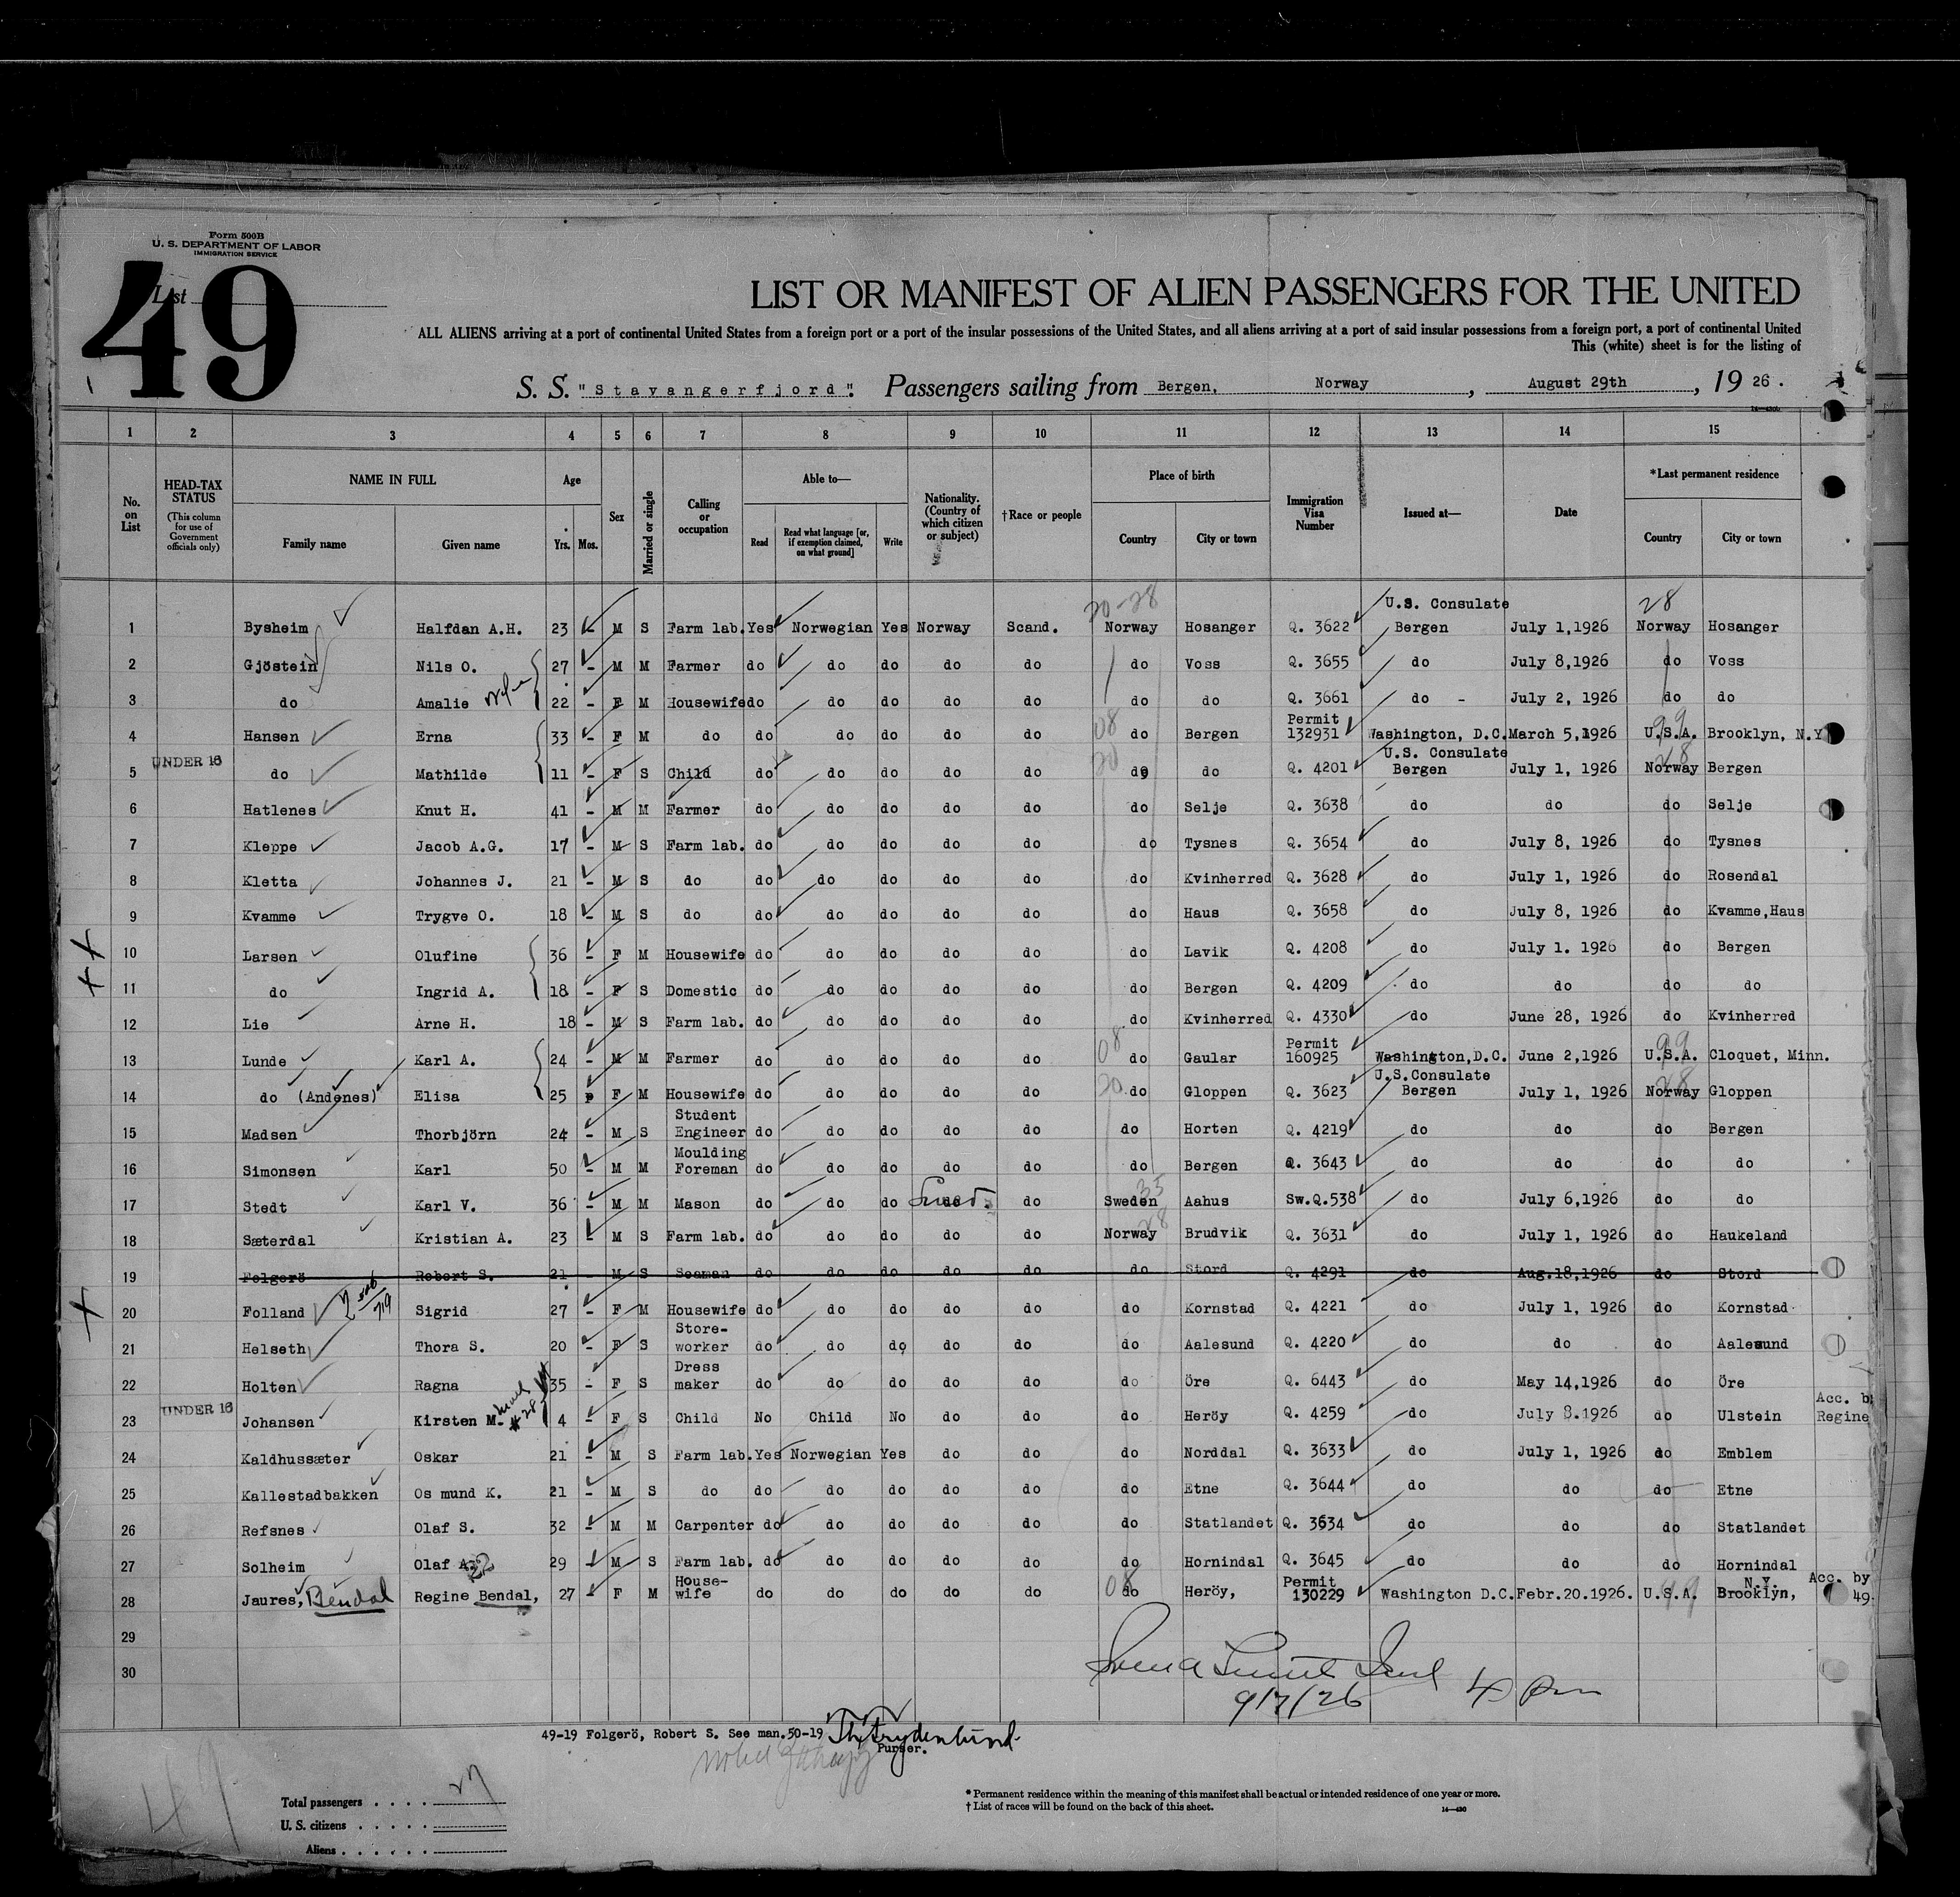 Form 500B
U. S. DEPARTMENT OF LABOR
IMMIGRATION SERVICE
List
49
LIST OR MANIFEST OF ALIEN PASSENGERS FOR THE UNITED
ALL ALIENS arriving at a port of continental United States from a foreign port or a port of the insular possessions of the United States, and all aliens arriving at a port of said insular possessions from a foreign port, a port of continental United
This (white) sheet is for the listing of
S. S. "Stavangerfjord". Passengers sailing from Bergen, Norway, August 29th, 1926.
1 2 3 4 5 6 7 8 9 10 11 12 13 14 15
No. on List
HEAD-TAX STATUS (This column for use of Government officials only)
NAME IN FULL Family name Given name
Age Yrs. Mos.
Sex
Married or single
Calling or occupation
Able to— Read Read what language [or, if exemption claimed, on what ground] Write
Nationality. (Country of which citizen or subject)
†Race or people
Place of birth Country City or town
Immigration Visa Number
Issued at—
Date
*Last permanent residence Country City or town
20-28 28
1 Bysheim Halfdan A.H. 23 - M S Farm lab. Yes Norwegian Yes Norway Scand. Norway Hosanger Q. 3622 U.S. Consulate Bergen July 1,1926 Norway Hosanger
2 Gjöstein Nils O. 27 - M M Farmer do do do do do do Voss Q. 3655 do July 8,1926 do Voss
3 do Amalie wife 22 - F M Housewife do do do do do do do Q. 3661 do - July 2, 1926 do do
4 Hansen Erna 33 - F M do do do do do do 08 do Bergen Permit 132931 Washington, D.C. March 5,1926 99 U.S.A. Brooklyn, N.Y
5 UNDER 16 do Mathilde 11 - F S Child do do do do do 20 do do Q. 4201 U.S. Consulate Bergen July 1, 1926 28 Norway Bergen
6 Hatlenes Knut H. 41 - M M Farmer do do do do do do Selje Q. 3638 do do do Selje
7 Kleppe Jacob A.G. 17 - M S Farm lab. do do do do do do Tysnes Q. 3654 do July 8, 1926 do Tysnes
8 Kletta Johannes J. 21 - M S do do do do do do do Kvinherred Q. 3628 do July 1, 1926 do Rosendal
9 Kvamme Trygve O. 18 - M S do do do do do do do Haus Q. 3658 do July 8, 1926 do Kvamme,Haus
10 Larsen Olufine 36 - F M Housewife do do do do do do Lavik Q. 4208 do July 1. 1926 do Bergen
11 do Ingrid A. 18 - F S Domestic do do do do do do Bergen Q. 4209 do do do do
12 Lie Arne H. 18 - M S Farm lab. do do do do do do Kvinherred Q. 4330 do June 28, 1926 do Kvinherred
13 Lunde Karl A. 24 - M M Farmer do do do do do 08 do Gaular Permit 160925 Washington,D.C. June 2,1926 99 U.S.A. Cloquet, Minn.
14 do (Andenes) Elisa 25 F M Housewife do do do do do 20 do Gloppen Q. 3623 U.S.Consulate Bergen July 1, 1926 28 Norway Gloppen
15 Madsen Thorbjörn 24 - M S Student Engineer do do do do do do Horten Q. 4219 do do do Bergen
16 Simonsen Karl 50 - M M Moulding Foreman do do do do do do Bergen Q. 3643 do do do do
17 Stedt Karl V. 36 - M M Mason do do do do do Sweden 35 Aahus Sw.Q.538 do July 6,1926 do do
18 Sæterdal Kristian A. 23 - M S Farm lab. do do do do do Norway 28 Brudvik Q. 3631 do July 1, 1926 do Haukeland
19 Folgerö Robert S. 21 - M S Seaman do do do do do do Stord Q. 4291 do Aug.18,1926 do Stord
20 Folland Sigrid 27 - F M Housewife do do do do do do Kornstad Q. 4221 do July 1, 1926 do Kornstad
21 Helseth Thora S. 20 - F S Store-worker do do do do do do Aalesund Q. 4220 do do do Aalesund
22 Holten Ragna 35 - F S Dress maker do do do do do do Öre Q. 6443 do May 14,1926 do Öre
23 UNDER 16 Johansen Kirsten M. #28 4 - F S Child No Child No do do do Heröy Q. 4259 do July 8.1926 do Ulstein Acc. b Regine
24 Kaldhussæter Oskar 21 - M S Farm lab. Yes Norwegian Yes do do do Norddal Q. 3633 do July 1, 1926 do Emblem
25 Kallestadbakken Os mund K. 21 - M S do do do do do do do Etne Q. 3644 do do do Etne
26 Refsnes Olaf S. 32 - M M Carpenter do do do do do do Statlandet Q. 3634 do do do Statlandet
27 Solheim Olaf A. 29 - M S Farm lab. do do do do do do Hornindal Q. 3645 do do do Hornindal
28 Jaures, Bendal Regine Bendal, 27 - F M House-wife do do do do do 08 do Heröy, Permit 130229 Washington D.C. Febr.20.1926. U.S.A. 99 Brooklyn, N.Y. Acc. by 49
29
30
9/7/26 4 Pm
49-19 Folgerö, Robert S. See man.50-19
Purser.
47
Total passengers . . . . 27
U. S. citizens . . . . .
Aliens . . . . . .
* Permanent residence within the meaning of this manifest shall be actual or intended residence of one year or more.
† List of races will be found on the back of this sheet.
14—430